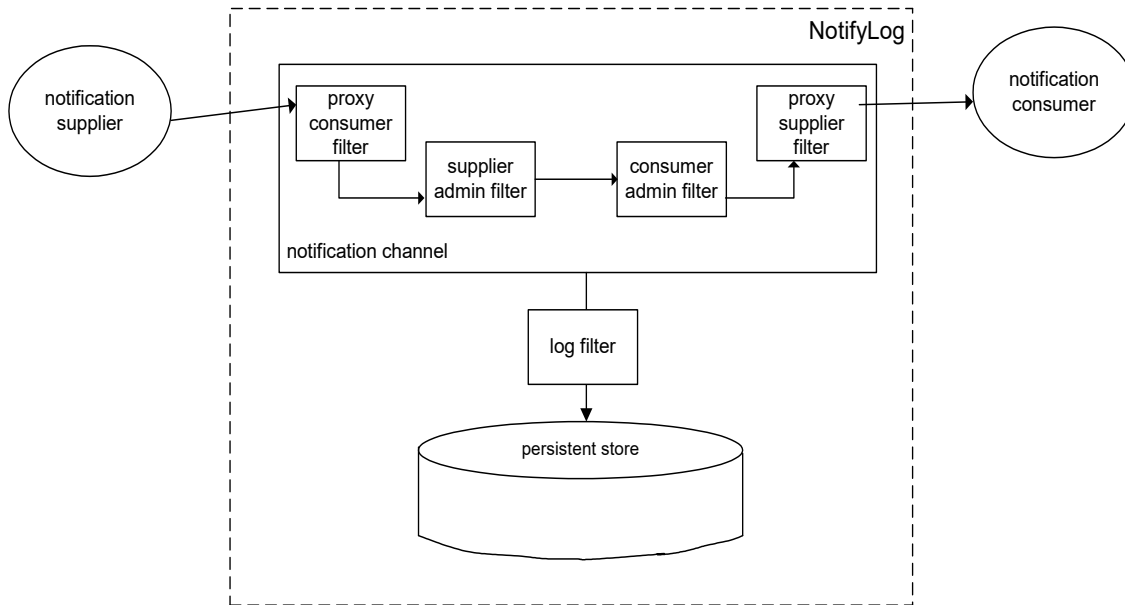 NotifyLog
notification
supplier
proxy
consumer
filter
supplier
admin filter
consumer
admin filter
proxy
supplier
filter
notification
consumer
notification channel
log filter
persistent store